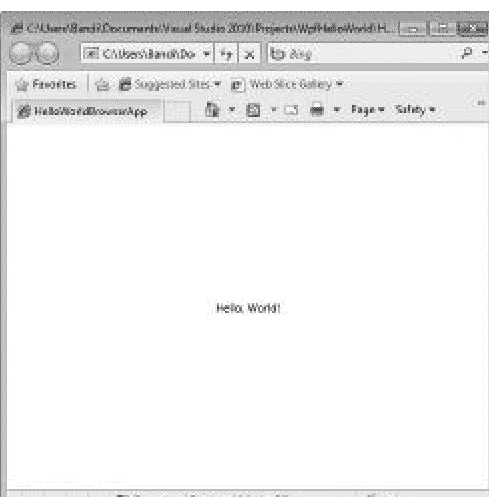 C:\Users\Bandi\Documents\Visual Studio 2010\Projects\WpfHelloWorld\H...
C:\Users\Bandi\Do Bing
Favorites Suggested Sites Web Slice Gallery
HelloWorldBrowserApp Page Safety »
Hello, World!